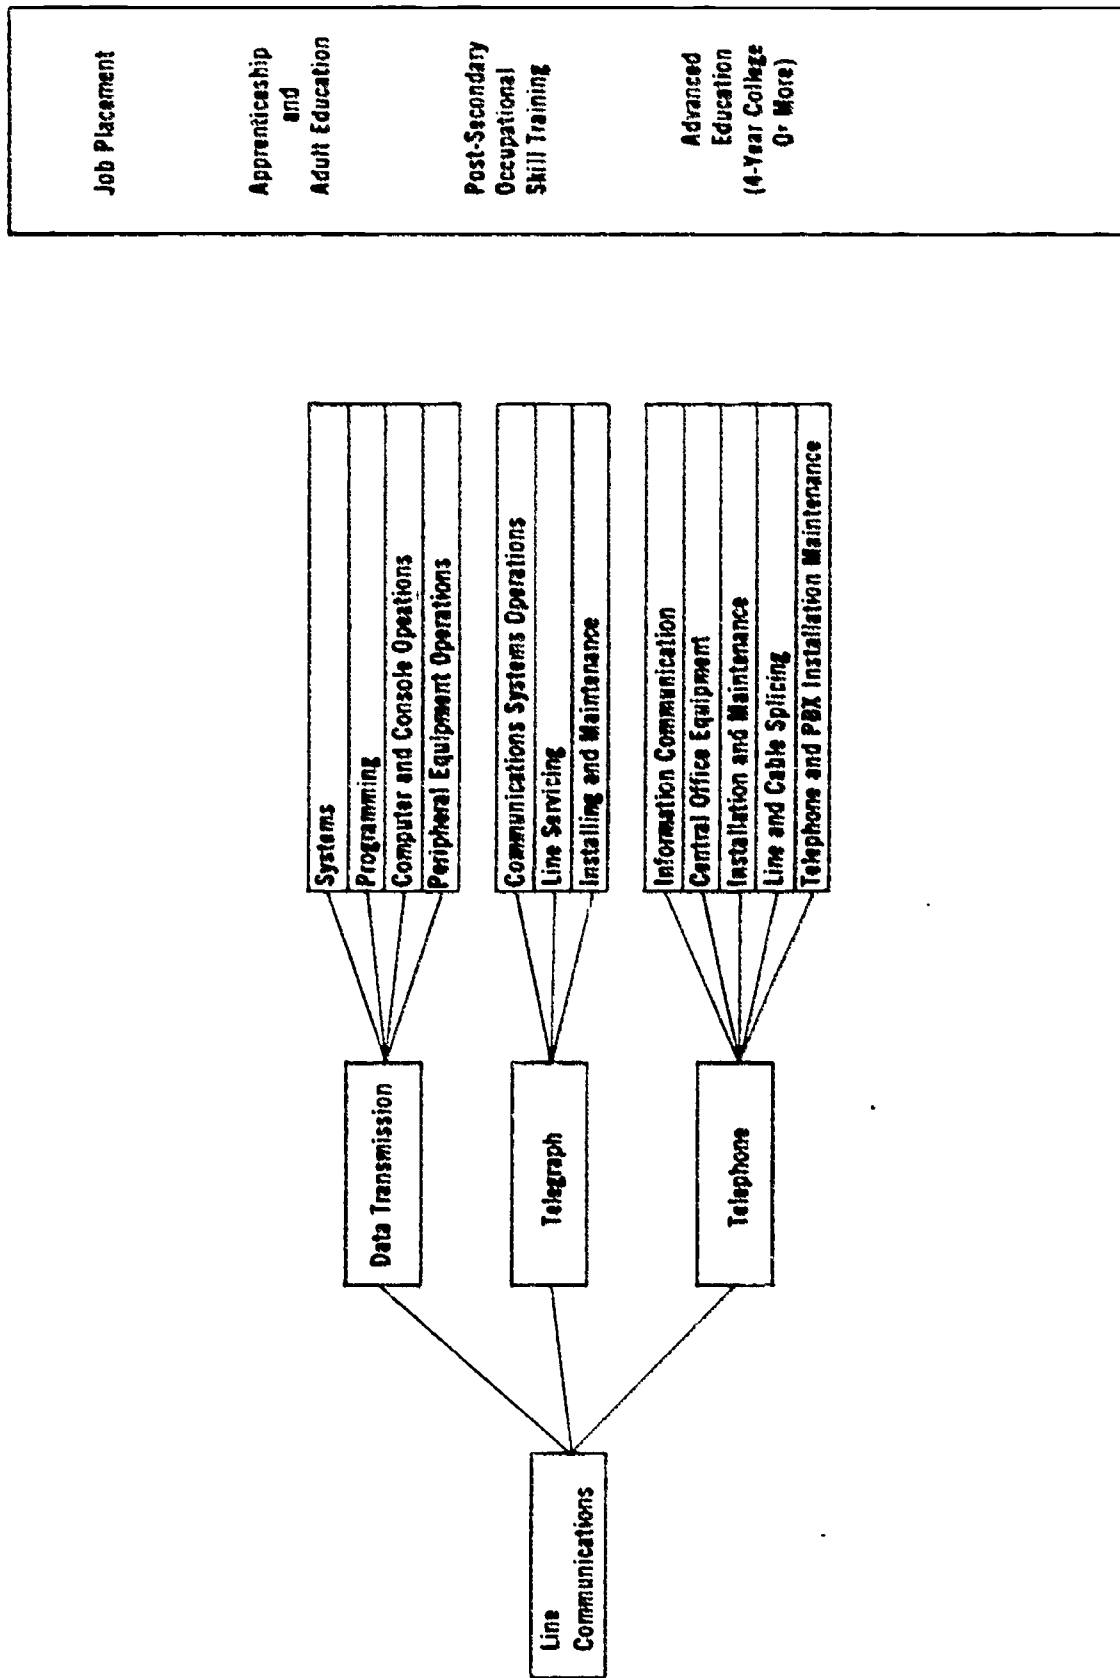 Line
Communications
Data Transmission
Telegraph
Telephone
Systems
Programming
Computer and Console Opeations
Peripheral Equipment Operations
Communications Systems Operations
Line Servicing
Installing and Maintenance
Information Communication
Central Office Equipment
Installation and Maintenance
Line and Cable Splicing
Telephone and PBX Installation Maintenance
Job Placement
Apprenticeship
and
Adult Education
Post-Secondary
Occupational
Skill Training
Advanced
Education
(4-Year College
Or More)